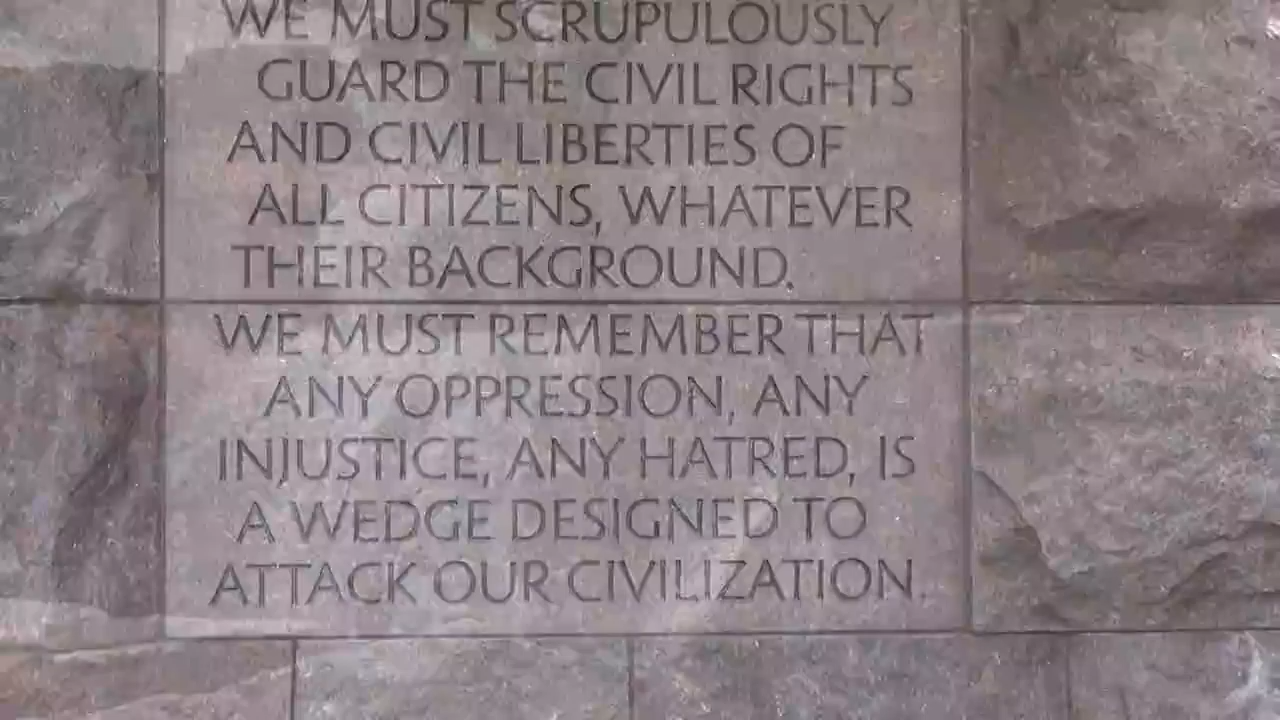 WE MUST SCRUPULOUSLY
GUARD THE CIVIL RIGHTS
AND CIVIL LIBERTIES OF
ALL CITIZENS, WHATEVER
THEIR BACKGROUND.
WE MUST REMEMBER THAT
ANY OPPRESSION, ANY
INJUSTICE, ANY HATRED, IS
A WEDGE DESIGNED TO
ATTACK OUR CIVILIZATION.